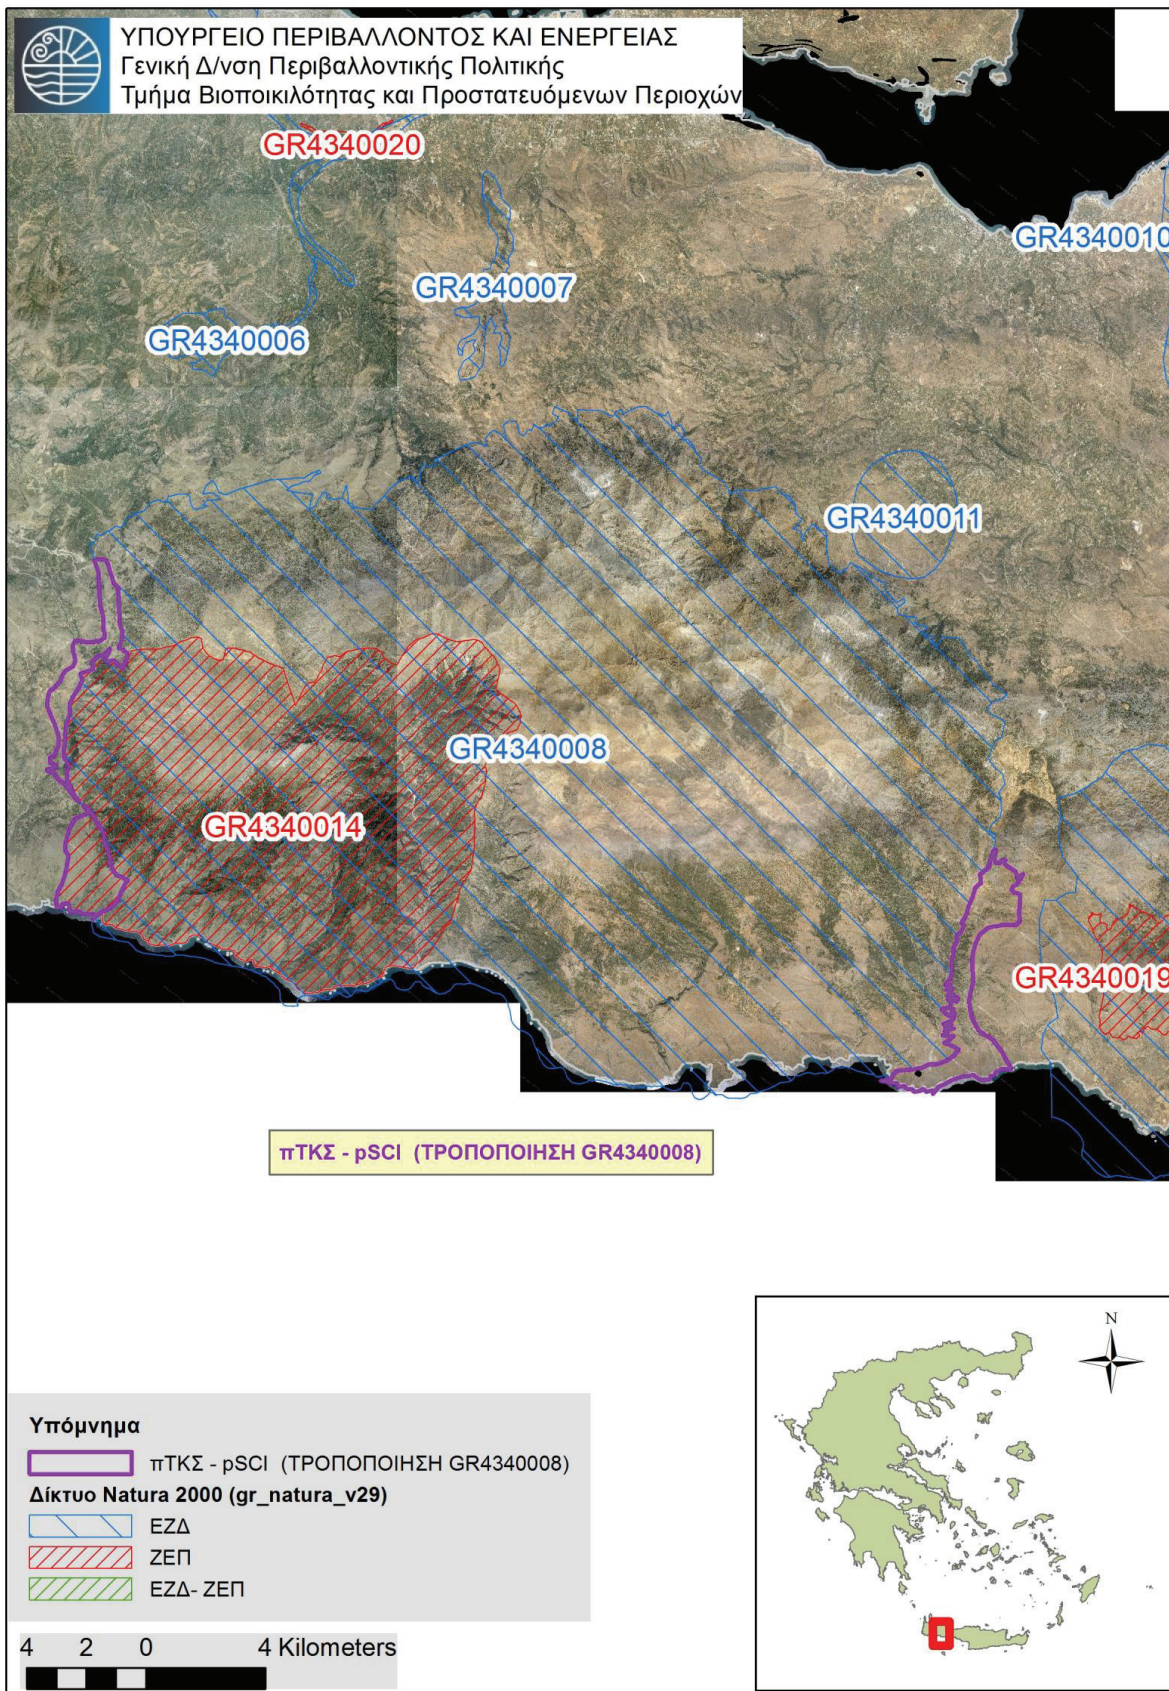 ΥΠΟΥΡΓΕΙΟ ΠΕΡΙΒΑΛΛΟΝΤΟΣ ΚΑΙ ΕΝΕΡΓΕΙΑΣ
Γενική Δ/νση Περιβαλλοντικής Πολιτικής
Τμήμα Βιοποικιλότητας και Προστατευόμενων Περιοχών
GR4340020
GR4340010
GR4340007
GR4340006
GR4340011
GR4340008
GR4340014
GR4340019
πΤΚΣ - pSCI (ΤΡΟΠΟΠΟΙΗΣΗ GR4340008)
N
Υπόμνημα
πΤΚΣ - pSCI (ΤΡΟΠΟΠΟΙΗΣΗ GR4340008)
Δίκτυο Natura 2000 (gr_natura_v29)
ΕΖΔ
ΖΕΠ
ΕΖΔ- ΖΕΠ
4 2 0 4 Kilometers